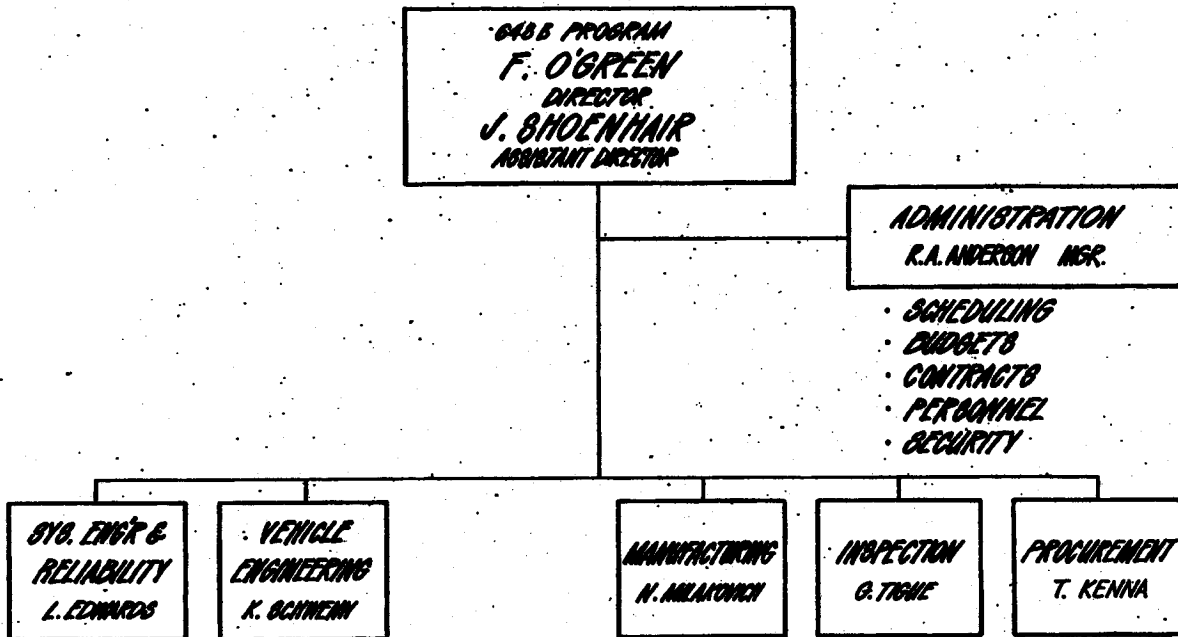 648B PROGRAM
F. O'GREEN
DIRECTOR
J. SHOENHAIR
ASSISTANT DIRECTOR
ADMINISTRATION
R.A. ANDERSON MGR.
· SCHEDULING
· BUDGETS
· CONTRACTS
· PERSONNEL
· SECURITY
SYS. ENG'R &
RELIABILITY
L. EDWARDS
VEHICLE
ENGINEERING
K. SCHWENN
MANUFACTURING
N. MILAKOVICH
INSPECTION
G. TIGUE
PROCUREMENT
T. KENNA